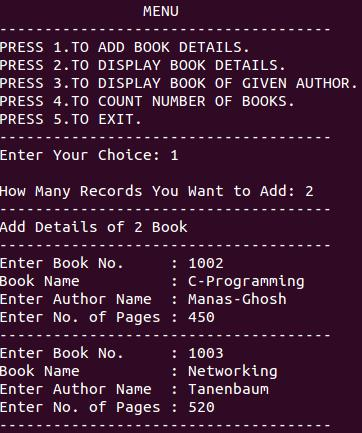 MENU
-------------------------------------
PRESS 1.TO ADD BOOK DETAILS.
PRESS 2.TO DISPLAY BOOK DETAILS.
PRESS 3.TO DISPLAY BOOK OF GIVEN AUTHOR.
PRESS 4.TO COUNT NUMBER OF BOOKS.
PRESS 5.TO EXIT.
-------------------------------------
Enter Your Choice: 1
How Many Records You Want to Add: 2
-------------------------------------
Add Details of 2 Book
-------------------------------------
Enter Book No.     : 1002
Book Name          : C-Programming
Enter Author Name  : Manas-Ghosh
Enter No. of Pages : 450
-------------------------------------
Enter Book No.     : 1003
Book Name          : Networking
Enter Author Name  : Tanenbaum
Enter No. of Pages : 520
-------------------------------------